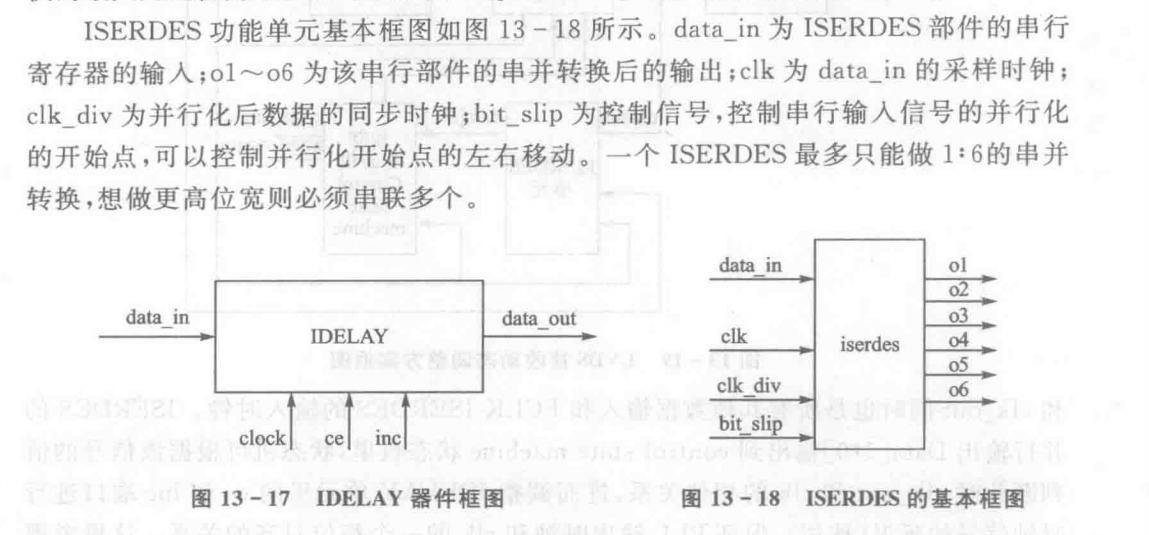 ISERDES 功能单元基本框图如图 13-18 所示。data_in 为 ISERDES 部件的串行
寄存器的输入;o1～o6 为该串行部件的串并转换后的输出;clk 为 data_in 的采样时钟;
clk_div 为并行化后数据的同步时钟;bit_slip 为控制信号,控制串行输入信号的并行化
的开始点,可以控制并行化开始点的左右移动。一个 ISERDES 最多只能做 1∶6的串并
转换,想做更高位宽则必须串联多个。
data_in
IDELAY
data_out
clock
ce
inc
图 13-17 IDELAY 器件框图
data_in
clk
clk_div
bit_slip
iserdes
o1
o2
o3
o4
o5
o6
图 13-18 ISERDES 的基本框图